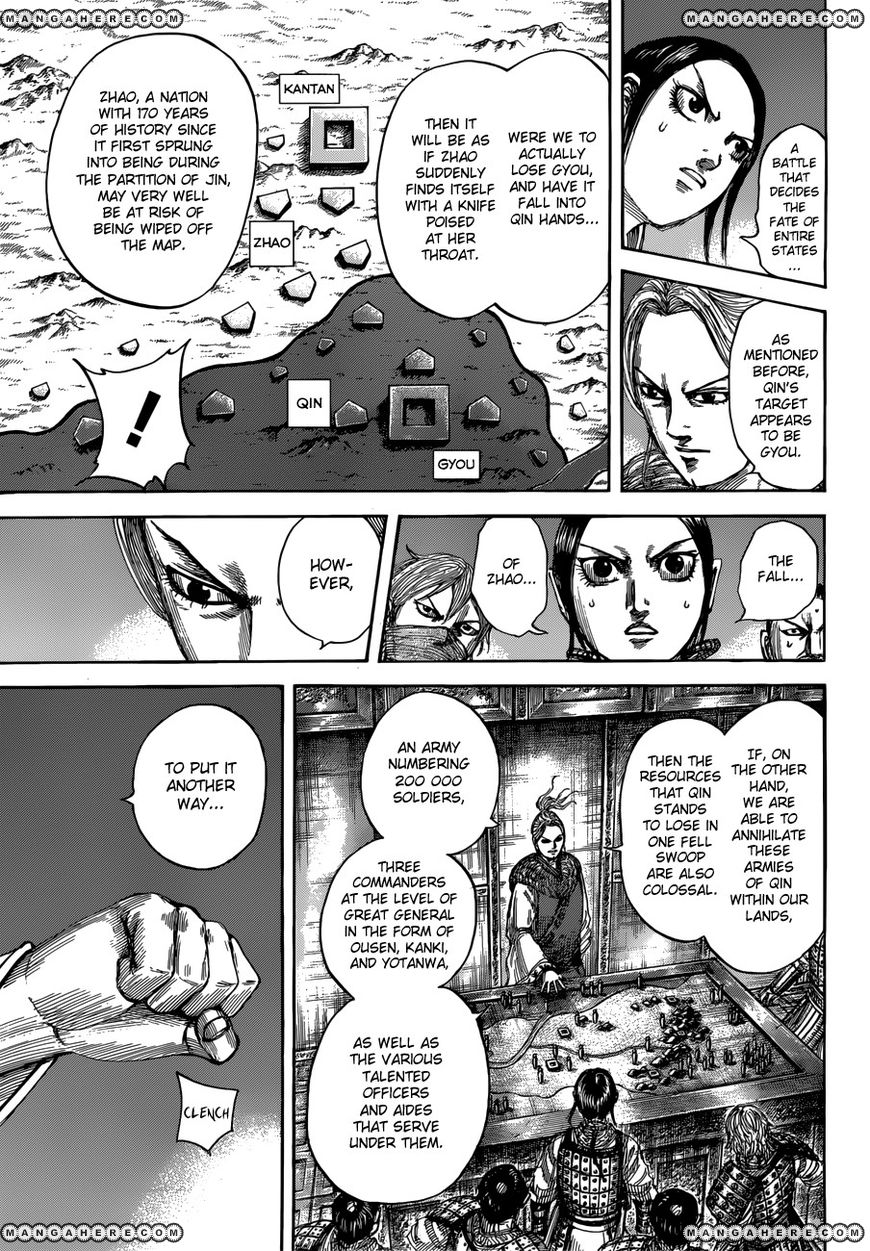 MANGAHERE.COM
MANGAHERE.COM
A
BATTLE
THAT
DECIDES
THE
FATE OF
ENTIRE
STATES
...
AS
MENTIONED
BEFORE,
QIN'S
TARGET
APPEARS
TO BE
GYOU.
WERE WE TO
ACTUALLY
LOSE GYOU,
AND HAVE IT
FALL INTO
QIN HANDS...
THEN IT
WILL BE AS
IF ZHAO
SUDDENLY
FINDS ITSELF
WITH A KNIFE
POISED
AT HER
THROAT.
KANTAN
ZHAO, A NATION
WITH 170 YEARS
OF HISTORY SINCE
IT FIRST SPRUNG
INTO BEING DURING
THE PARTITION OF JIN,
MAY VERY WELL
BE AT RISK OF
BEING WIPED OFF
THE MAP.
ZHAO
QIN
GYOU
!
THE
FALL...
OF
ZHAO...
HOW-
EVER,
IF, ON
THE OTHER
HAND,
WE ARE
ABLE TO
ANNIHILATE
THESE
ARMIES
OF QIN
WITHIN OUR
LANDS,
THEN THE
RESOURCES
THAT QIN
STANDS
TO LOSE IN
ONE FELL
SWOOP
ARE ALSO
COLOSSAL.
AN ARMY
NUMBERING
200 000
SOLDIERS,
THREE
COMMANDERS
AT THE LEVEL OF
GREAT GENERAL
IN THE FORM OF
OUSEN, KANKI,
AND YOTANWA,
AS WELL AS
THE VARIOUS
TALENTED
OFFICERS
AND AIDES
THAT SERVE
UNDER THEM.
TO PUT IT
ANOTHER
WAY...
CLENCH
MANGAHERE.COM
MANGAHERE.COM